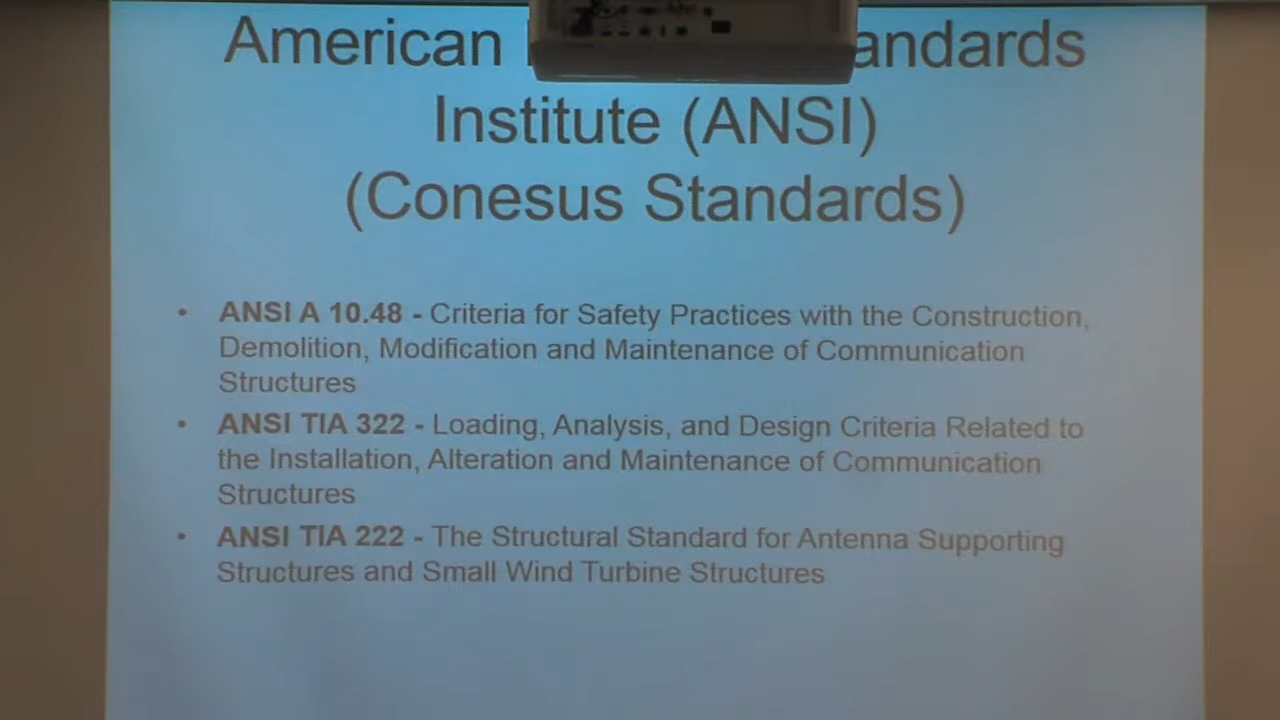 American andards
Institute (ANSI)
(Conesus Standards)
• ANSI A 10.48 - Criteria for Safety Practices with the Construction,
Demolition, Modification and Maintenance of Communication
Structures
• ANSI TIA 322 - Loading, Analysis, and Design Criteria Related to
the Installation, Alteration and Maintenance of Communication
Structures
• ANSI TIA 222 - The Structural Standard for Antenna Supporting
Structures and Small Wind Turbine Structures